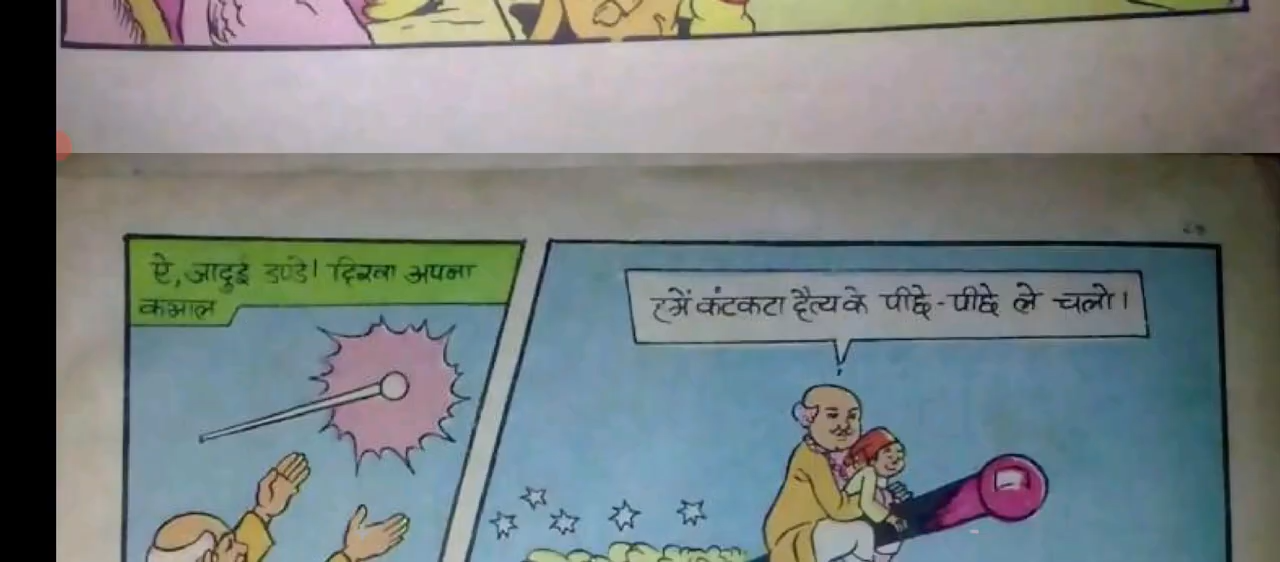 ऐ, जादुई डण्डे! दिखा अपना
कमाल
हमें कंटकटा दैत्य के पीछे-पीछे ले चलो।